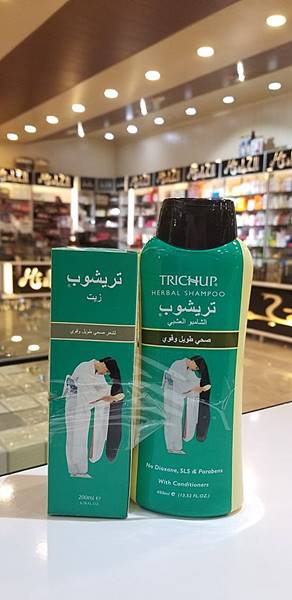 تريشوب
زيت
لشعر صحي طويل وقوي
200ml ℮
TRICHUP®
HERBAL SHAMPOO
تريشوب
الشامبو العشبي
صحي طويل وقوي
No Dioxane, SLS & Parabens
With Conditioners
400ml ℮ (13.52 FL.OZ.)